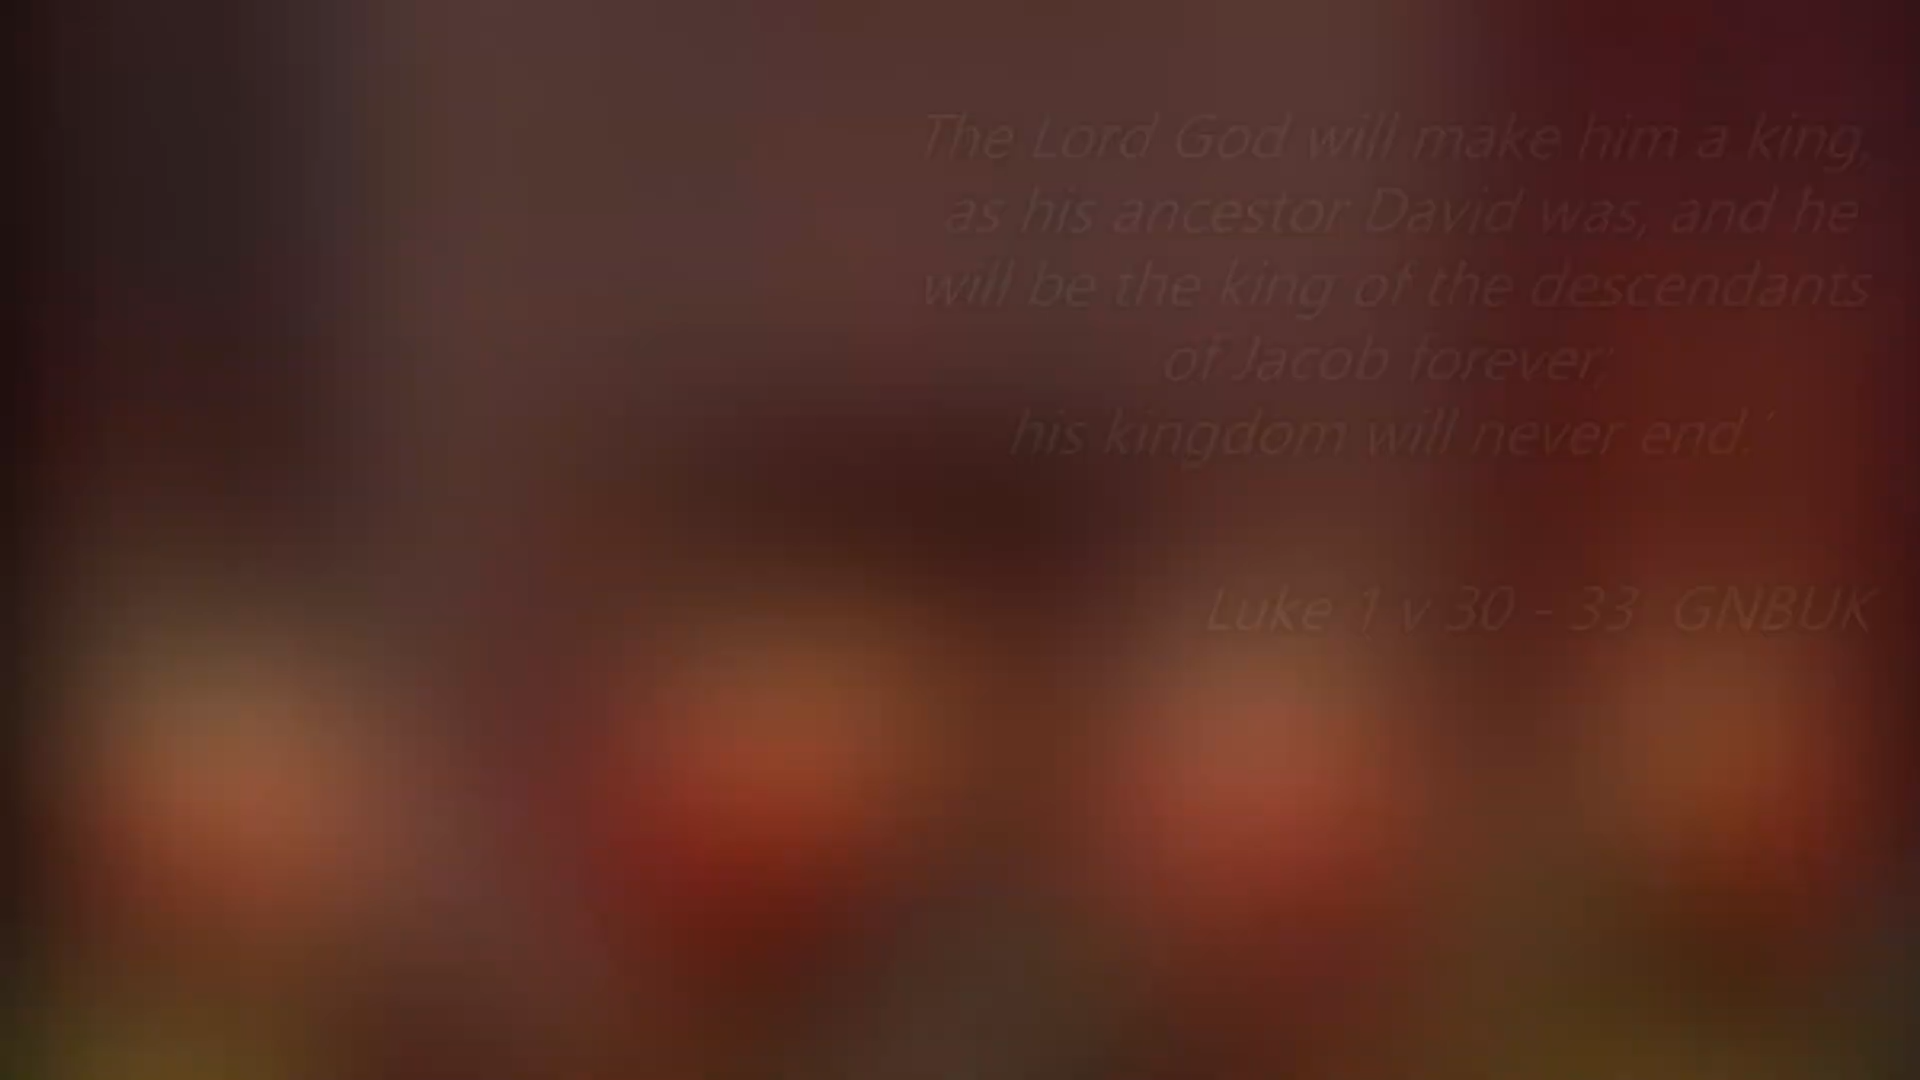 The Lord God will make him a king,
as his ancestor David was, and he
will be the king of the descendants
of Jacob forever;
his kingdom will never end.’
Luke 1 v 30 - 33 GNBUK